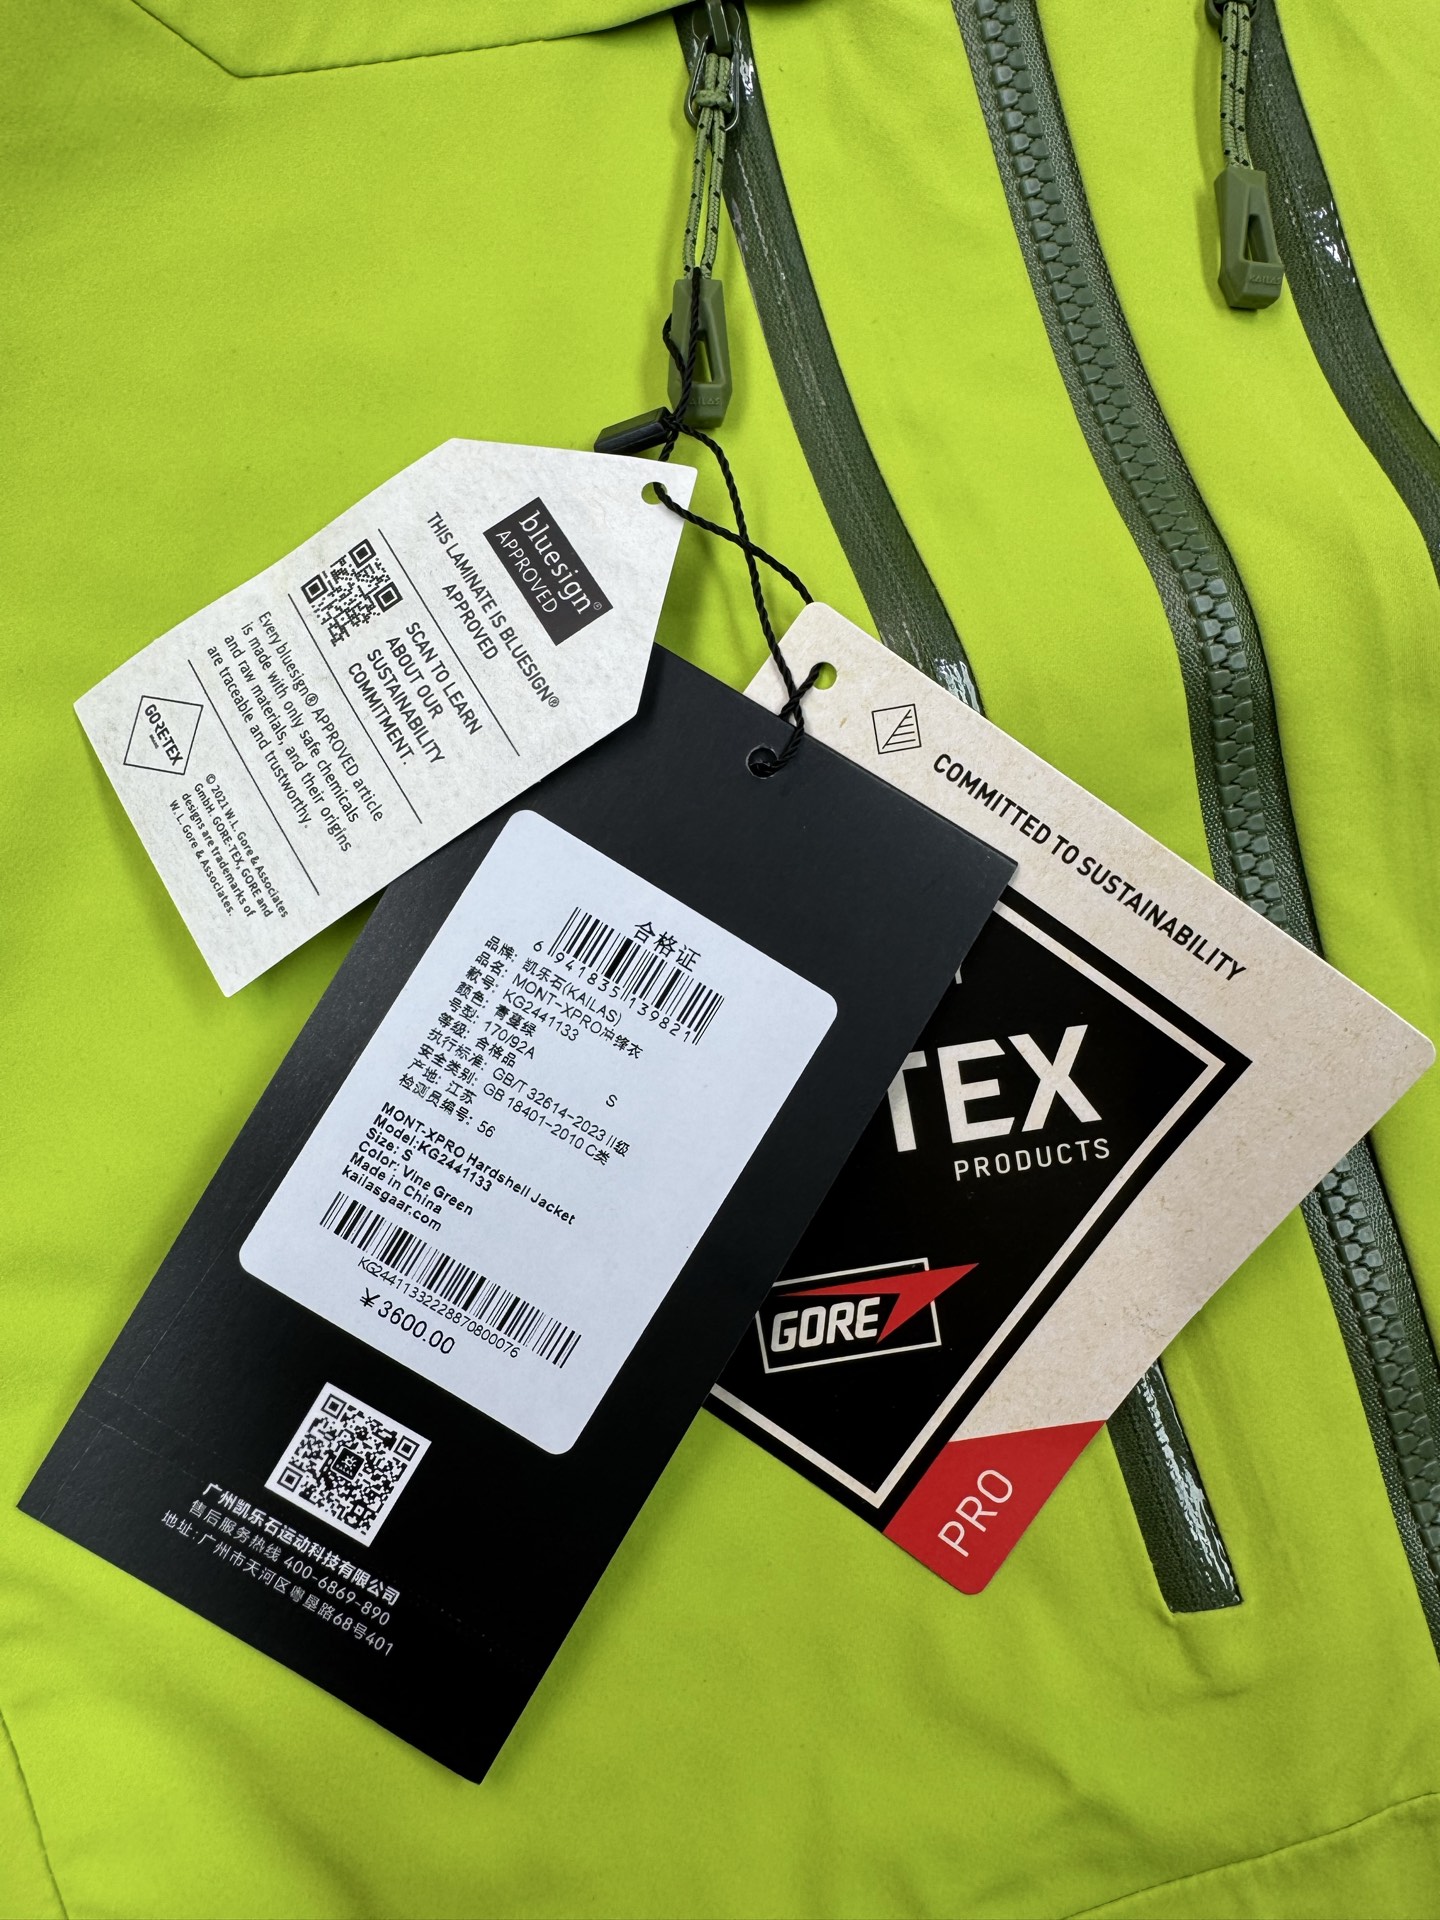 bluesign®
APPROVED
THIS LAMINATE IS BLUESIGN®
APPROVED
SCAN TO LEARN
ABOUT OUR
SUSTAINABILITY
COMMITMENT.
Every bluesign® APPROVED article
is made with only safe chemicals
and raw materials, and their origins
are traceable and trustworthy.
GORE-TEX
© 2021 W.L. Gore & Associates
GmbH. GORE-TEX, GORE and
designs are trademarks of
W. L. Gore & Associates.
COMMITTED TO SUSTAINABILITY
TEX
PRODUCTS
GORE
PRO
合格证
6 941835 139821
品牌: 凯乐石(KAILAS)
品名: MONT-XPRO冲锋衣
款号: KG2441133
颜色: 青蔓绿
号型: 170/92A S
等级: 合格品
执行标准: GB/T 32614-2023 II级
安全类别: GB 18401-2010 C类
产地: 江苏
检测员编号: 56
MONT-XPRO Hardshell Jacket
Model:KG2441133
Size: S
Color: Vine Green
Made in China
kailasgaar.com
KG24411332228870800076
¥3600.00
广州凯乐石运动科技有限公司
售后服务热线 400-6869-890
地址:广州市天河区粤垦路68号401
KAILAS
KAILAS